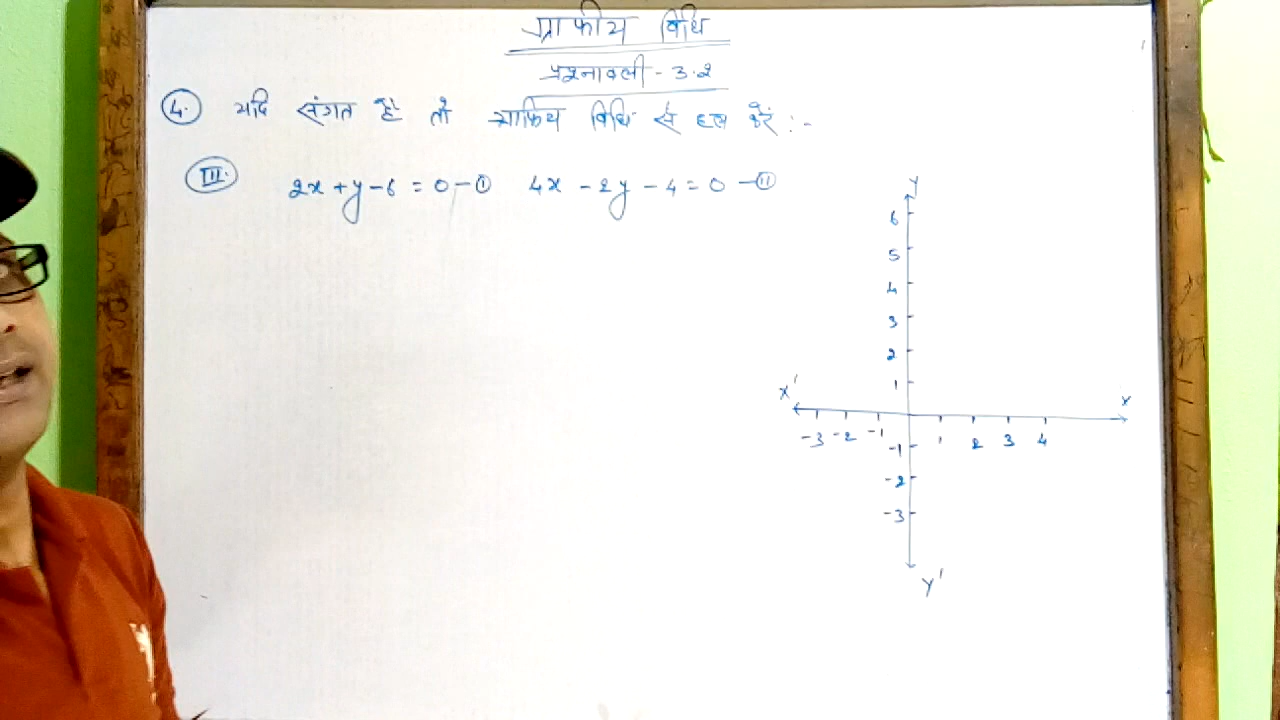 ग्राफीय विधि
प्रश्नावली - 3.2
4. यदि संगत है तो ग्राफिय विधि से हल करें :-
III. 2x + y - 6 = 0 - ① 4x - 2y - 4 = 0 - ⑪
Y
6
5
4
3
2
1
X' X
-3 -2 -1 1 2 3 4
-1
-2
-3
Y'